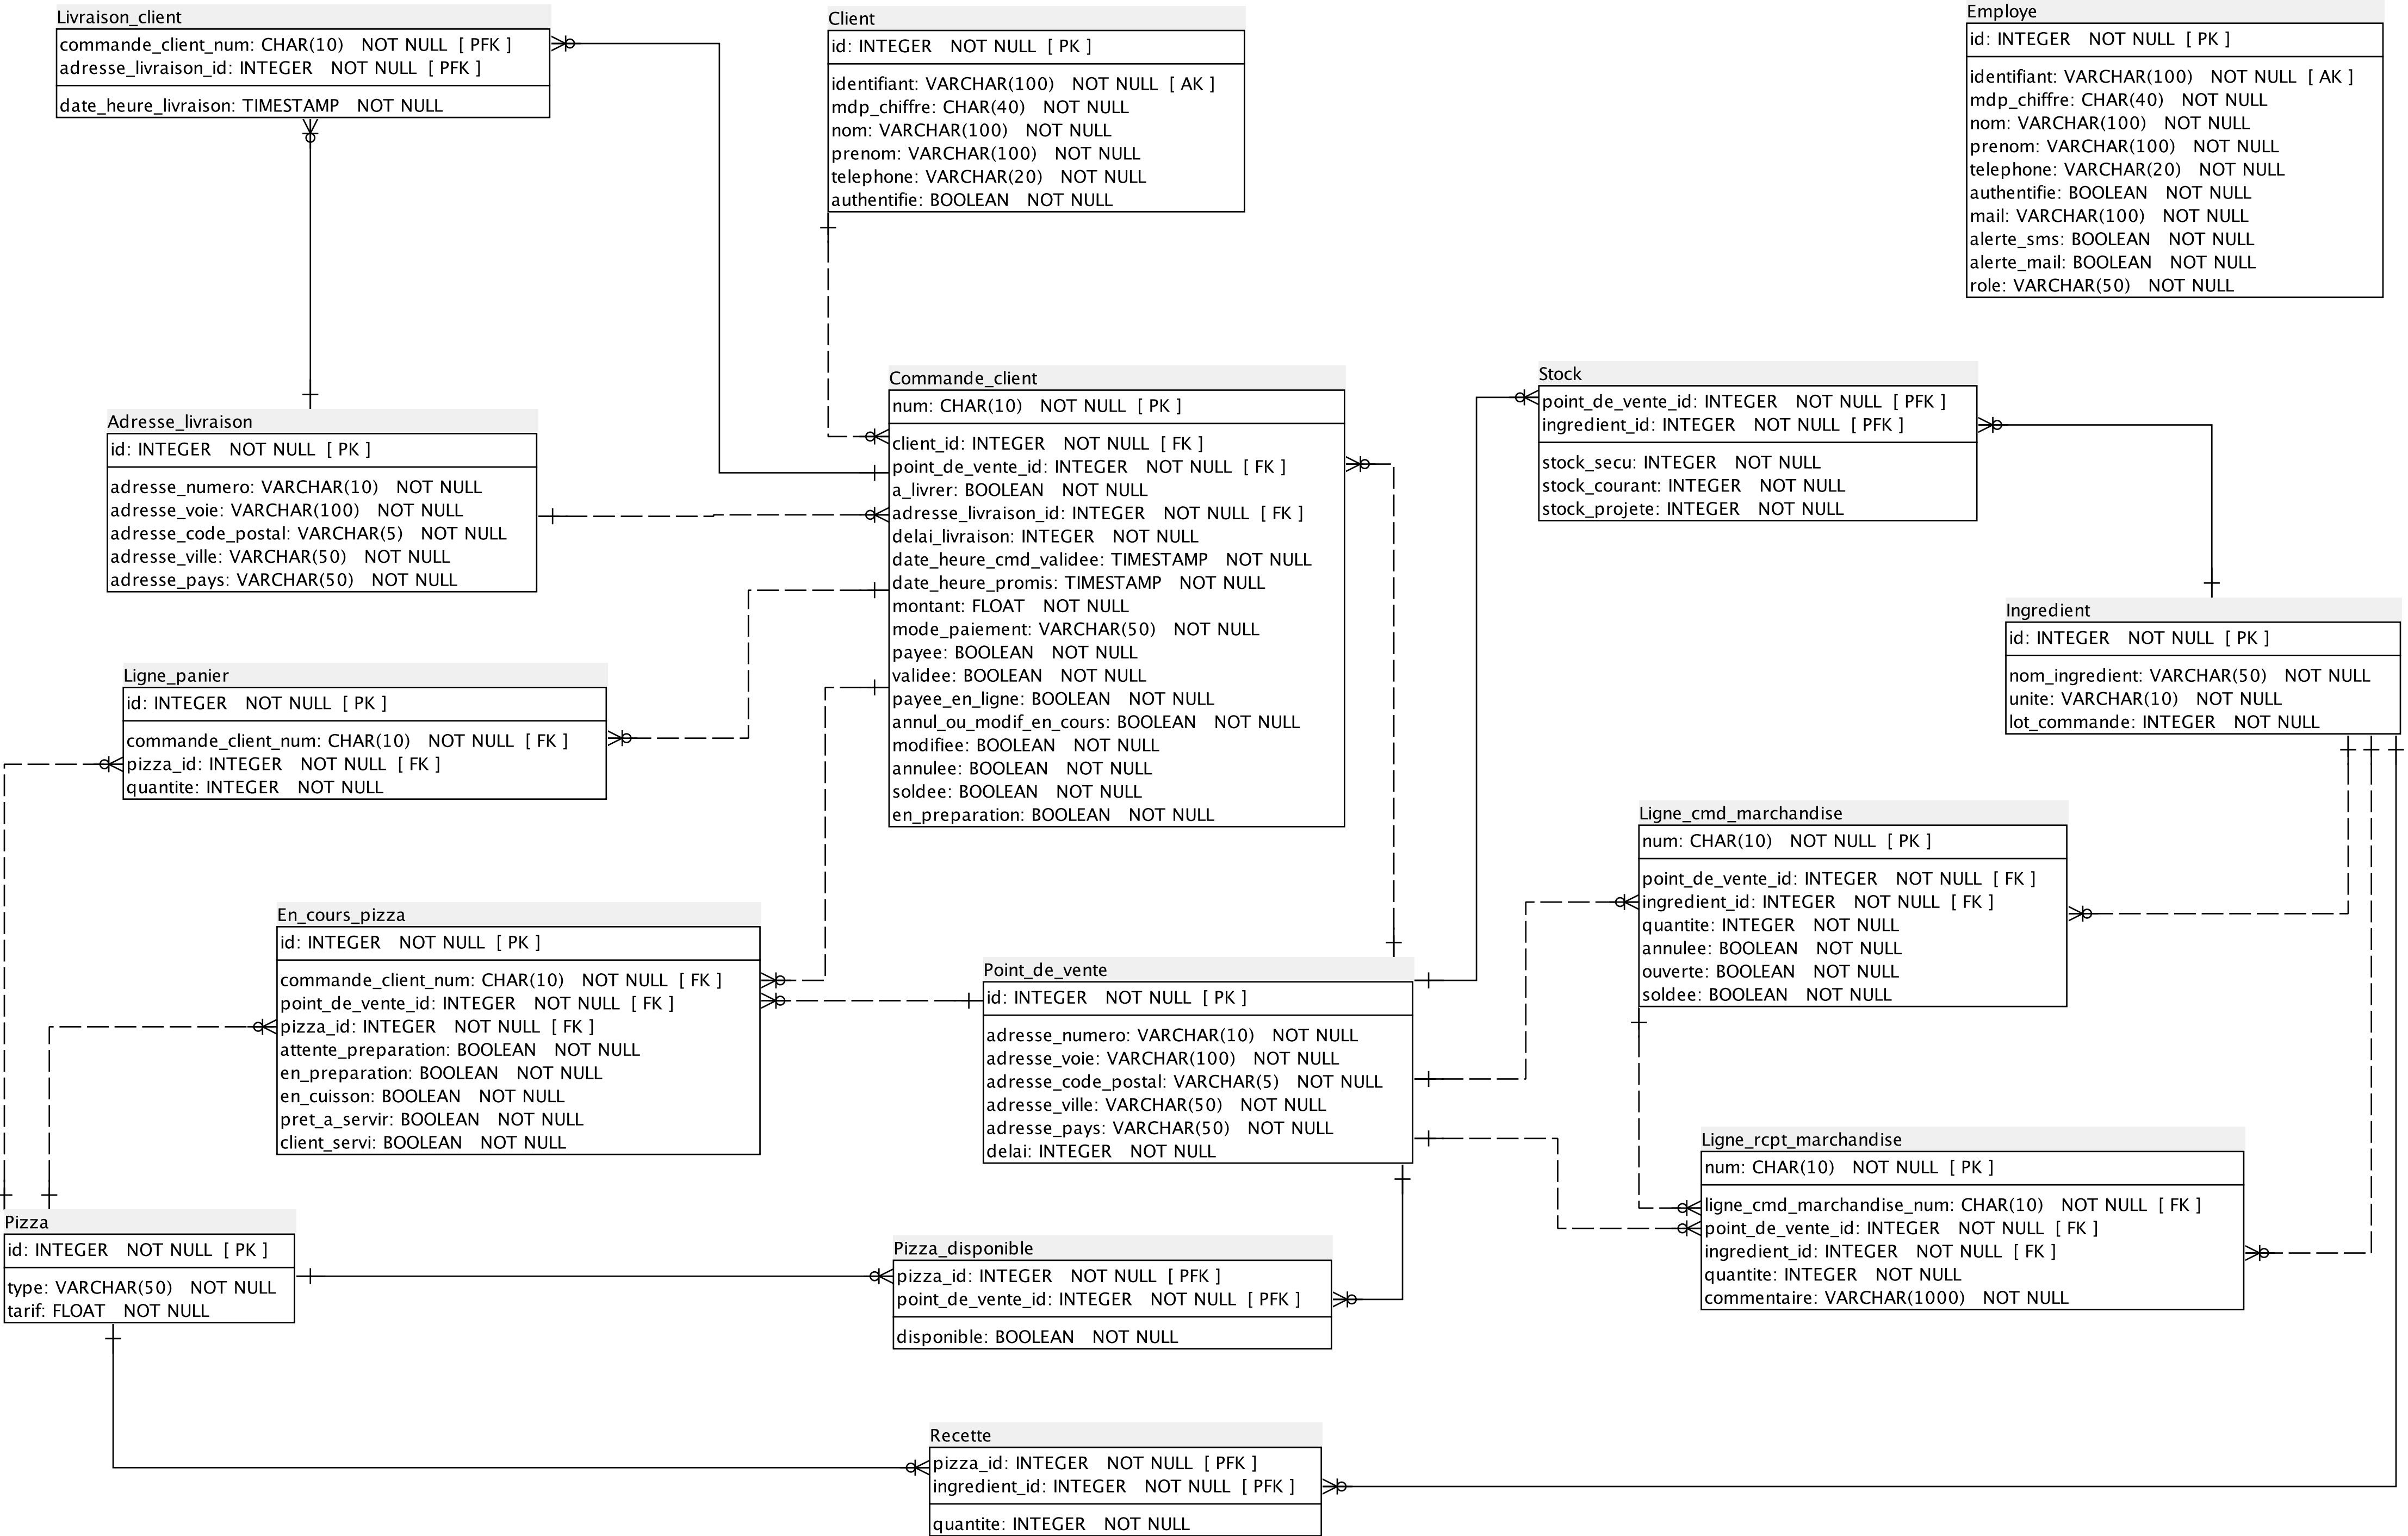 Livraison_client
commande_client_num: CHAR(10) NOT NULL [ PFK ]
adresse_livraison_id: INTEGER NOT NULL [ PFK ]
date_heure_livraison: TIMESTAMP NOT NULL
Client
id: INTEGER NOT NULL [ PK ]
identifiant: VARCHAR(100) NOT NULL [ AK ]
mdp_chiffre: CHAR(40) NOT NULL
nom: VARCHAR(100) NOT NULL
prenom: VARCHAR(100) NOT NULL
telephone: VARCHAR(20) NOT NULL
authentifie: BOOLEAN NOT NULL
Employe
id: INTEGER NOT NULL [ PK ]
identifiant: VARCHAR(100) NOT NULL [ AK ]
mdp_chiffre: CHAR(40) NOT NULL
nom: VARCHAR(100) NOT NULL
prenom: VARCHAR(100) NOT NULL
telephone: VARCHAR(20) NOT NULL
authentifie: BOOLEAN NOT NULL
mail: VARCHAR(100) NOT NULL
alerte_sms: BOOLEAN NOT NULL
alerte_mail: BOOLEAN NOT NULL
role: VARCHAR(50) NOT NULL
Adresse_livraison
id: INTEGER NOT NULL [ PK ]
adresse_numero: VARCHAR(10) NOT NULL
adresse_voie: VARCHAR(100) NOT NULL
adresse_code_postal: VARCHAR(5) NOT NULL
adresse_ville: VARCHAR(50) NOT NULL
adresse_pays: VARCHAR(50) NOT NULL
Commande_client
num: CHAR(10) NOT NULL [ PK ]
client_id: INTEGER NOT NULL [ FK ]
point_de_vente_id: INTEGER NOT NULL [ FK ]
a_livrer: BOOLEAN NOT NULL
adresse_livraison_id: INTEGER NOT NULL [ FK ]
delai_livraison: INTEGER NOT NULL
date_heure_cmd_validee: TIMESTAMP NOT NULL
date_heure_promis: TIMESTAMP NOT NULL
montant: FLOAT NOT NULL
mode_paiement: VARCHAR(50) NOT NULL
payee: BOOLEAN NOT NULL
validee: BOOLEAN NOT NULL
payee_en_ligne: BOOLEAN NOT NULL
annul_ou_modif_en_cours: BOOLEAN NOT NULL
modifiee: BOOLEAN NOT NULL
annulee: BOOLEAN NOT NULL
soldee: BOOLEAN NOT NULL
en_preparation: BOOLEAN NOT NULL
Stock
point_de_vente_id: INTEGER NOT NULL [ PFK ]
ingredient_id: INTEGER NOT NULL [ PFK ]
stock_secu: INTEGER NOT NULL
stock_courant: INTEGER NOT NULL
stock_projete: INTEGER NOT NULL
Ingredient
id: INTEGER NOT NULL [ PK ]
nom_ingredient: VARCHAR(50) NOT NULL
unite: VARCHAR(10) NOT NULL
lot_commande: INTEGER NOT NULL
Ligne_panier
id: INTEGER NOT NULL [ PK ]
commande_client_num: CHAR(10) NOT NULL [ FK ]
pizza_id: INTEGER NOT NULL [ FK ]
quantite: INTEGER NOT NULL
Ligne_cmd_marchandise
num: CHAR(10) NOT NULL [ PK ]
point_de_vente_id: INTEGER NOT NULL [ FK ]
ingredient_id: INTEGER NOT NULL [ FK ]
quantite: INTEGER NOT NULL
annulee: BOOLEAN NOT NULL
ouverte: BOOLEAN NOT NULL
soldee: BOOLEAN NOT NULL
En_cours_pizza
id: INTEGER NOT NULL [ PK ]
commande_client_num: CHAR(10) NOT NULL [ FK ]
point_de_vente_id: INTEGER NOT NULL [ FK ]
pizza_id: INTEGER NOT NULL [ FK ]
attente_preparation: BOOLEAN NOT NULL
en_preparation: BOOLEAN NOT NULL
en_cuisson: BOOLEAN NOT NULL
pret_a_servir: BOOLEAN NOT NULL
client_servi: BOOLEAN NOT NULL
Point_de_vente
id: INTEGER NOT NULL [ PK ]
adresse_numero: VARCHAR(10) NOT NULL
adresse_voie: VARCHAR(100) NOT NULL
adresse_code_postal: VARCHAR(5) NOT NULL
adresse_ville: VARCHAR(50) NOT NULL
adresse_pays: VARCHAR(50) NOT NULL
delai: INTEGER NOT NULL
Ligne_rcpt_marchandise
num: CHAR(10) NOT NULL [ PK ]
ligne_cmd_marchandise_num: CHAR(10) NOT NULL [ FK ]
point_de_vente_id: INTEGER NOT NULL [ FK ]
ingredient_id: INTEGER NOT NULL [ FK ]
quantite: INTEGER NOT NULL
commentaire: VARCHAR(1000) NOT NULL
Pizza
id: INTEGER NOT NULL [ PK ]
type: VARCHAR(50) NOT NULL
tarif: FLOAT NOT NULL
Pizza_disponible
pizza_id: INTEGER NOT NULL [ PFK ]
point_de_vente_id: INTEGER NOT NULL [ PFK ]
disponible: BOOLEAN NOT NULL
Recette
pizza_id: INTEGER NOT NULL [ PFK ]
ingredient_id: INTEGER NOT NULL [ PFK ]
quantite: INTEGER NOT NULL